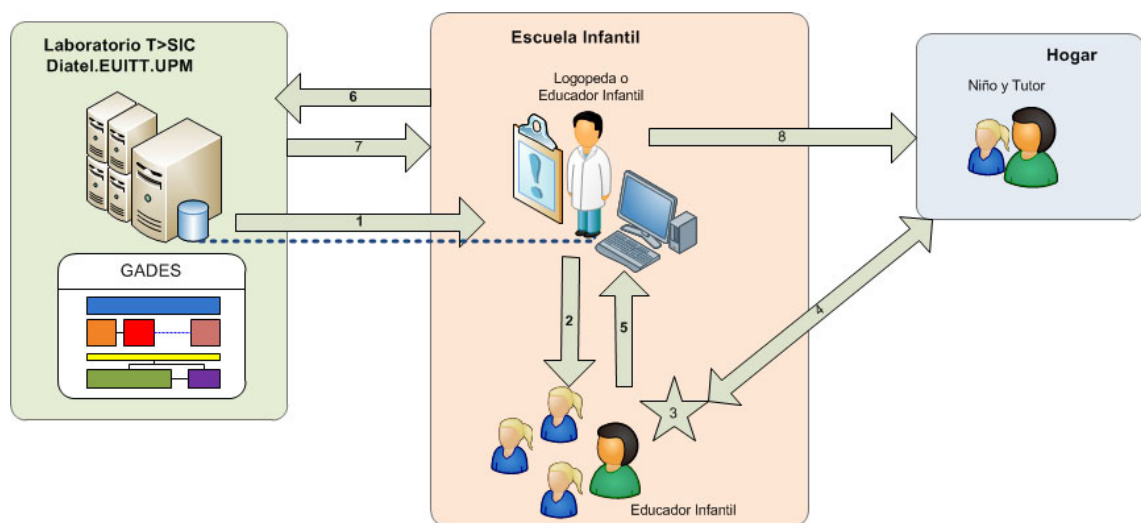 Laboratorio T>SIC
Diatel.EUITT.UPM
GADES
6
7
1
Escuela Infantil
Logopeda o
Educador Infantil
!
2
5
3
Educador Infantil
8
4
Hogar
Niño y Tutor